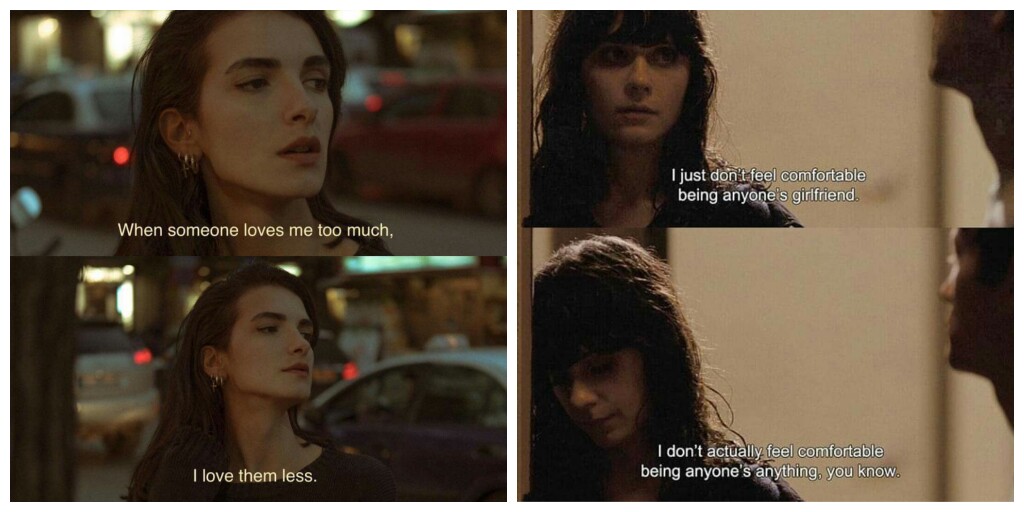 When someone loves me too much,
I love them less.
I just don't feel comfortable
being anyone's girlfriend.
I don't actually feel comfortable
being anyone's anything, you know.